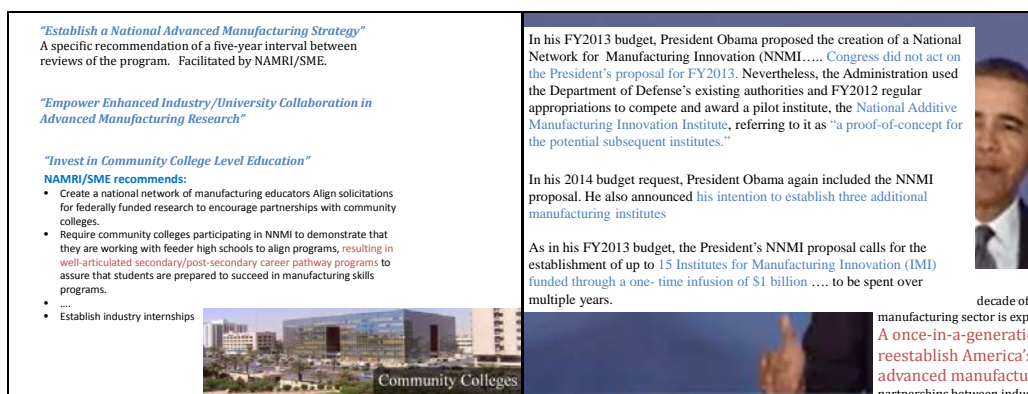 “Establish a National Advanced Manufacturing Strategy”
A specific recommendation of a five-year interval between
reviews of the program. Facilitated by NAMRI/SME.
“Empower Enhanced Industry/University Collaboration in
Advanced Manufacturing Research”
“Invest in Community College Level Education”
NAMRI/SME recommends:
• Create a national network of manufacturing educators Align solicitations
for federally funded research to encourage partnerships with community
colleges.
• Require community colleges participating in NNMI to demonstrate that
they are working with feeder high schools to align programs, resulting in
well-articulated secondary/post-secondary career pathway programs to
assure that students are prepared to succeed in manufacturing skills
programs.
• ....
• Establish industry internships
Community Colleges
In his FY2013 budget, President Obama proposed the creation of a National
Network for Manufacturing Innovation (NNMI….. Congress did not act on
the President’s proposal for FY2013. Nevertheless, the Administration used
the Department of Defense’s existing authorities and FY2012 regular
appropriations to compete and award a pilot institute, the National Additive
Manufacturing Innovation Institute, referring to it as “a proof-of-concept for
the potential subsequent institutes.”
In his 2014 budget request, President Obama again included the NNMI
proposal. He also announced his intention to establish three additional
manufacturing institutes
As in his FY2013 budget, the President’s NNMI proposal calls for the
establishment of up to 15 Institutes for Manufacturing Innovation (IMI)
funded through a one- time infusion of $1 billion …. to be spent over
multiple years.
decade of
manufacturing sector is exp
A once-in-a-generati
reestablish America’s
advanced manufactu